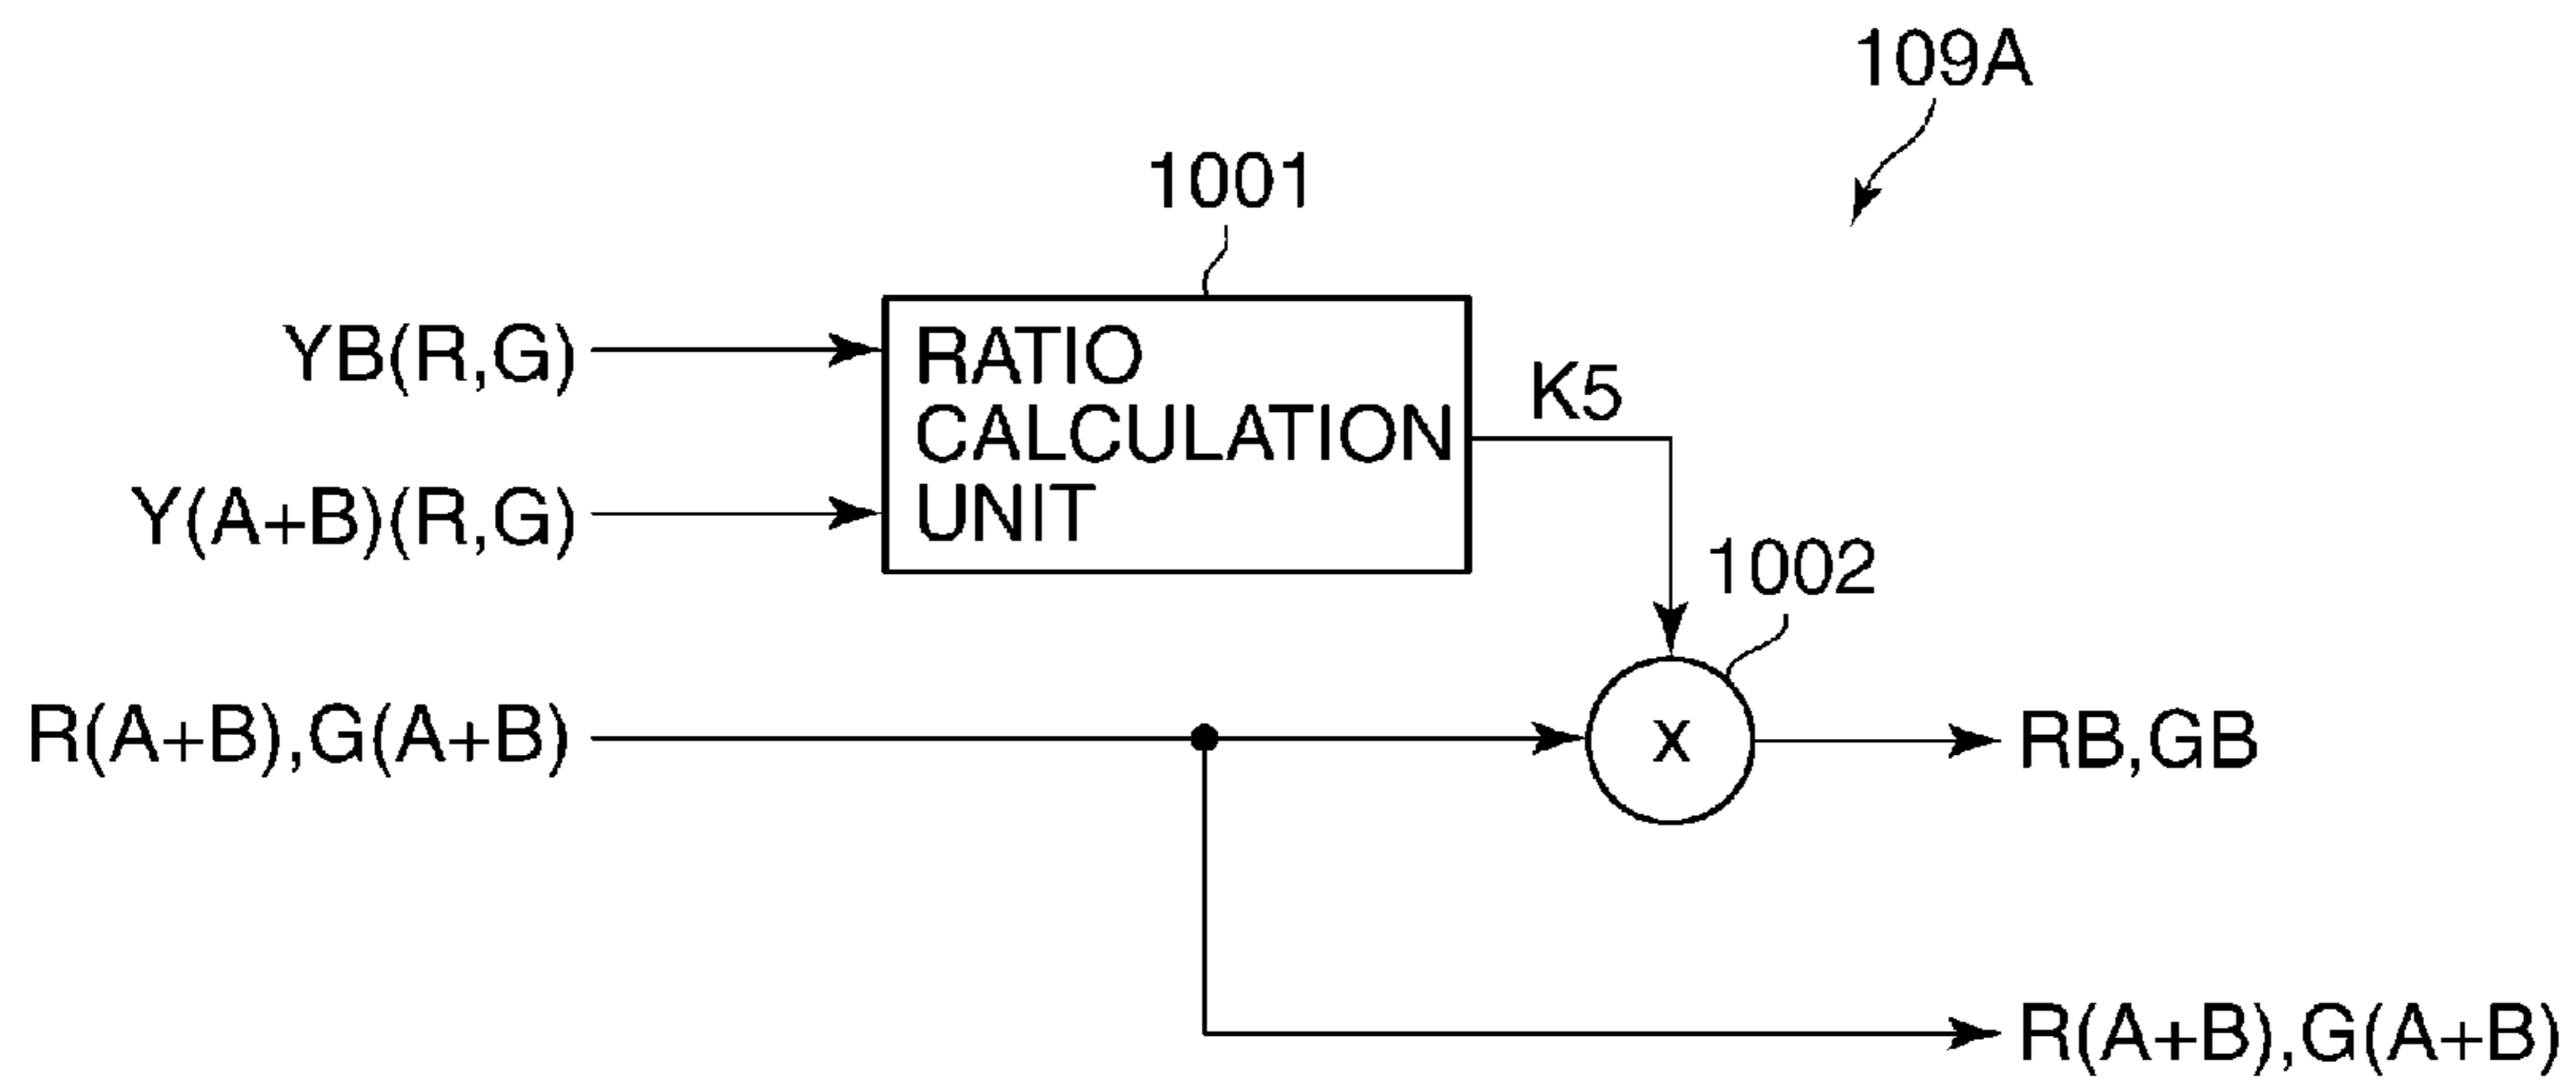 109A
1001
YB(R,G)
RATIO
CALCULATION
UNIT
K5
Y(A+B)(R,G)
1002
R(A+B),G(A+B)
X
RB,GB
R(A+B),G(A+B)